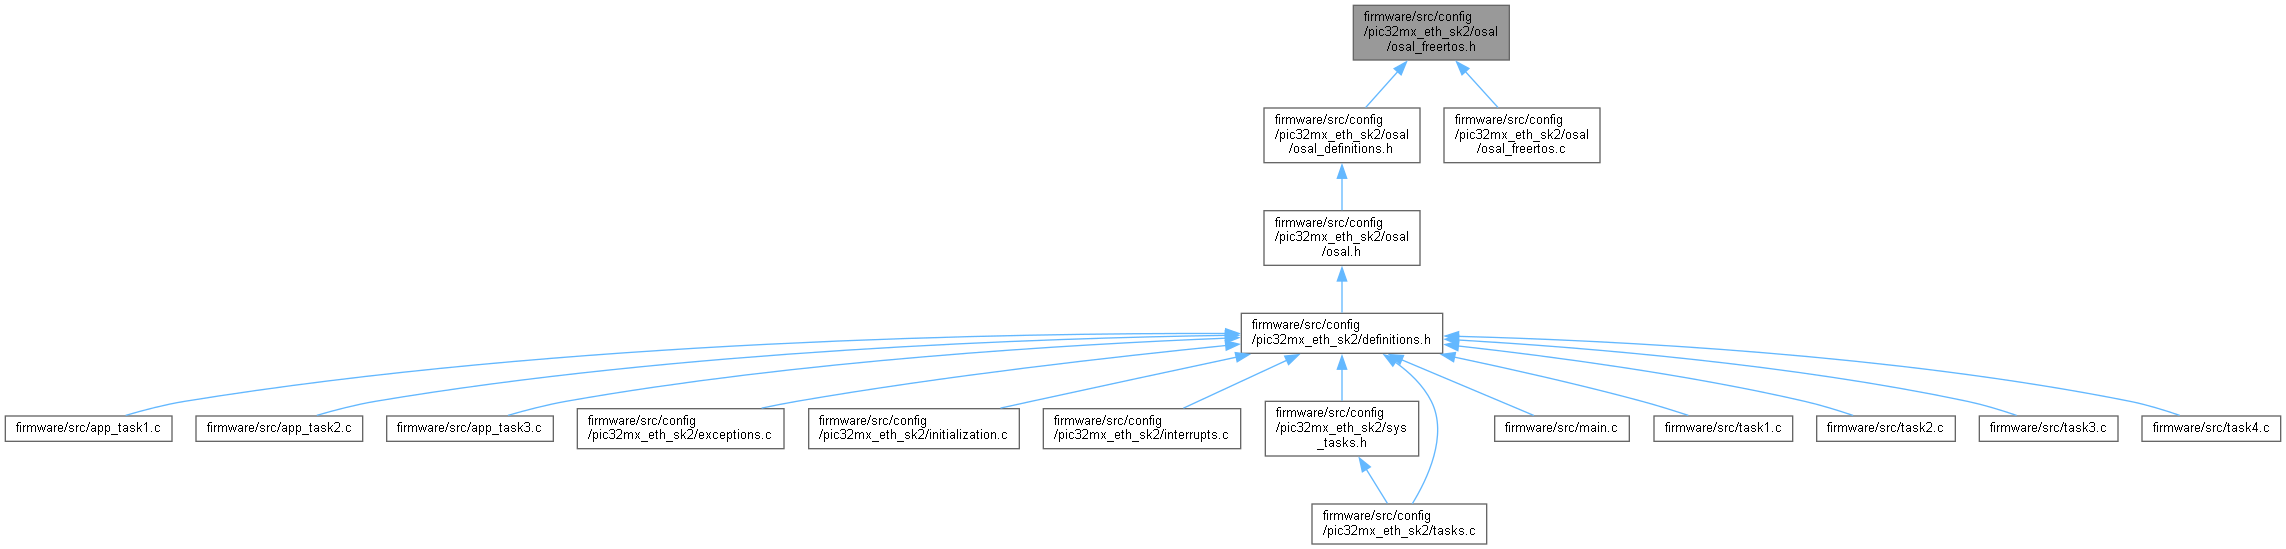 firmware/src/config
/pic32mx_eth_sk2/osal
/osal_freertos.h
firmware/src/config
/pic32mx_eth_sk2/osal
/osal_definitions.h
firmware/src/config
/pic32mx_eth_sk2/osal
/osal_freertos.c
firmware/src/config
/pic32mx_eth_sk2/osal
/osal.h
firmware/src/config
/pic32mx_eth_sk2/definitions.h
firmware/src/app_task1.c
firmware/src/app_task2.c
firmware/src/app_task3.c
firmware/src/config
/pic32mx_eth_sk2/exceptions.c
firmware/src/config
/pic32mx_eth_sk2/initialization.c
firmware/src/config
/pic32mx_eth_sk2/interrupts.c
firmware/src/config
/pic32mx_eth_sk2/sys
_tasks.h
firmware/src/main.c
firmware/src/task1.c
firmware/src/task2.c
firmware/src/task3.c
firmware/src/task4.c
firmware/src/config
/pic32mx_eth_sk2/tasks.c